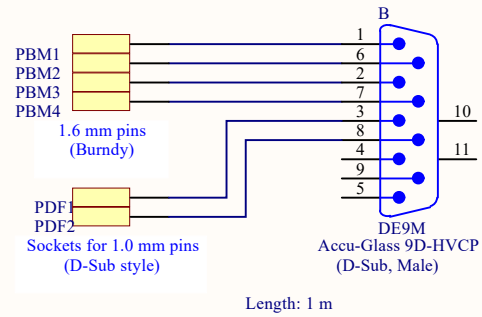 B
PBM1
PBM2
PBM3
PBM4
1.6 mm pins
(Burndy)
1
6
2
7
3
8
4
9
5
10
11
PDF1
PDF2
Sockets for 1.0 mm pins
(D-Sub style)
DE9M
Accu-Glass 9D-HVCP
(D-Sub, Male)
Length: 1 m